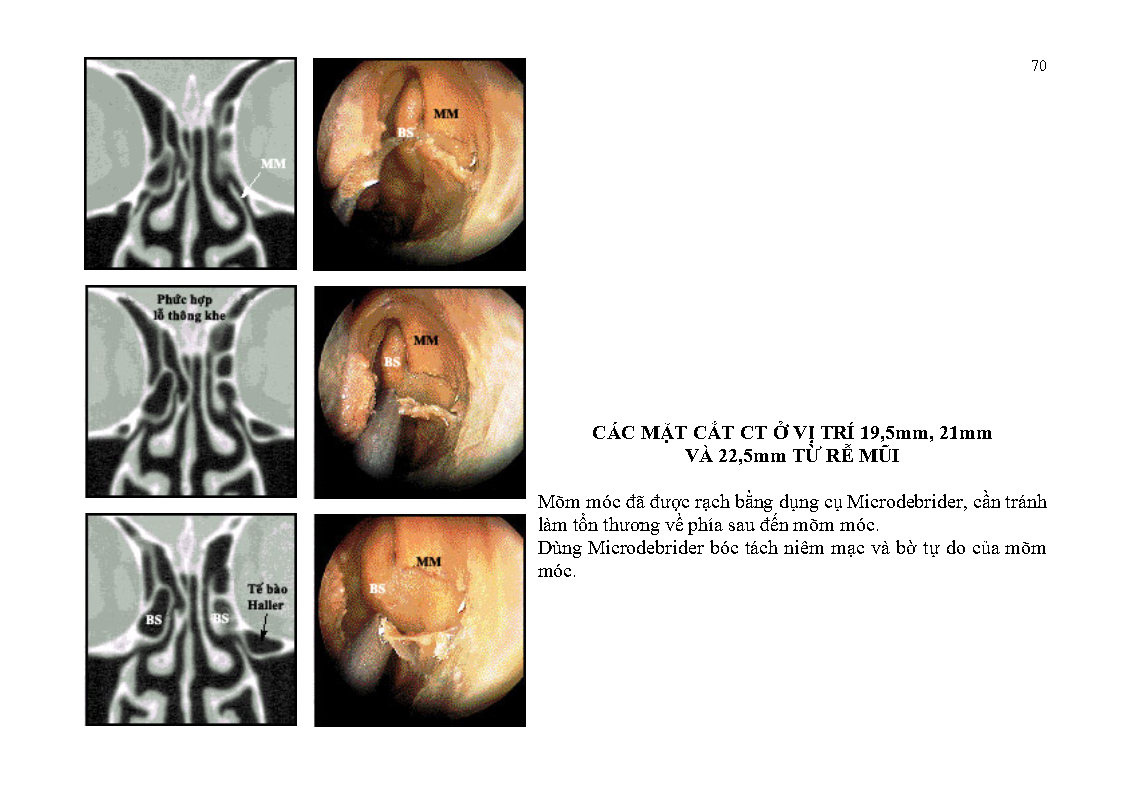 70
MM
MM
BS
Phức hợp
lỗ thông khe
MM
BS
Tế bào
Haller
BS
BS
MM
BS
CÁC MẶT CẮT CT Ở VỊ TRÍ 19,5mm, 21mm
VÀ 22,5mm TỪ RỄ MŨI
Mõm móc đã được rạch bằng dụng cụ Microdebrider, cần tránh
làm tổn thương về phía sau đến mõm móc.
Dùng Microdebrider bóc tách niêm mạc và bờ tự do của mõm
móc.